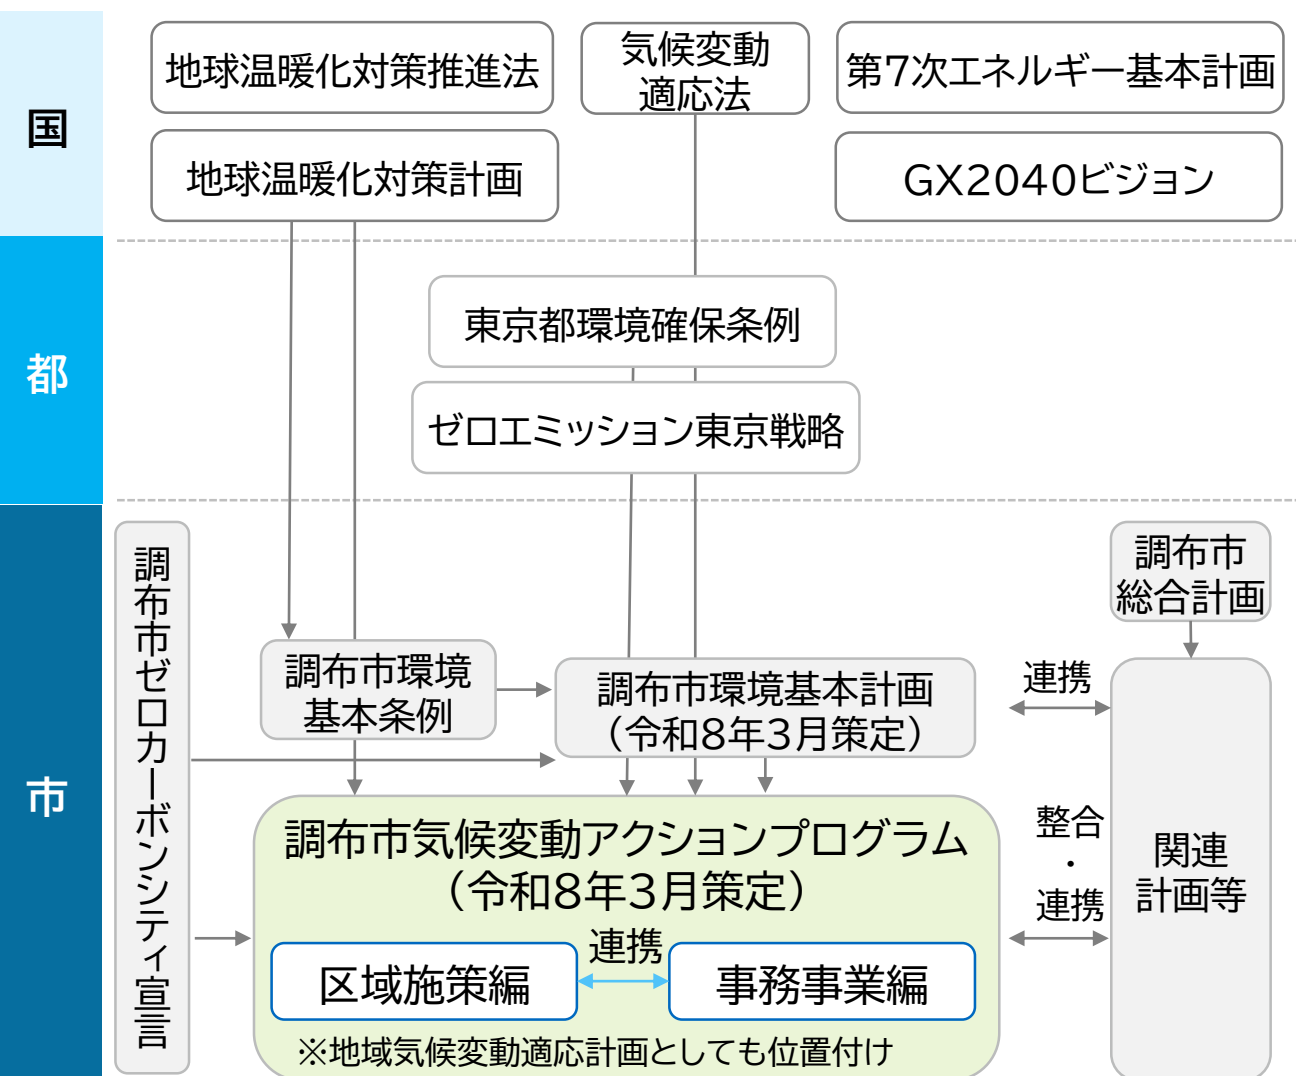 国
地球温暖化対策推進法
気候変動
適応法
第7次エネルギー基本計画
地球温暖化対策計画
GX2040ビジョン
都
東京都環境確保条例
ゼロエミッション東京戦略
市
調布市ゼロカーボンシティ宣言
調布市
総合計画
調布市環境
基本条例
調布市環境基本計画
（令和8年3月策定）
連携
調布市気候変動アクションプログラム
（令和8年3月策定）
整合
・
連携
関連
計画等
連携
区域施策編
事務事業編
※地域気候変動適応計画としても位置付け